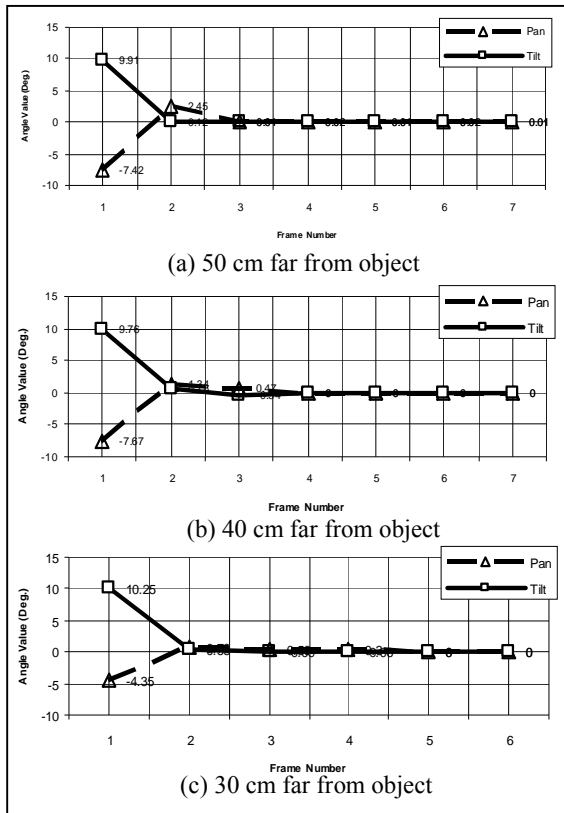 15
10
5
0
-5
-10
Angle Value (Deg.)
Pan
Tilt
9.91
2.45
-7.42
0.01
1 2 3 4 5 6 7
Frame Number
(a) 50 cm far from object
15
10
5
0
-5
-10
Angle Value (Deg.)
Pan
Tilt
9.76
0.47
0
-7.67
1 2 3 4 5 6 7
Frame Number
(b) 40 cm far from object
15
10
5
0
-5
-10
Angle Value (Deg.)
Pan
Tilt
10.25
-4.35
0
1 2 3 4 5 6
Frame Number
(c) 30 cm far from object